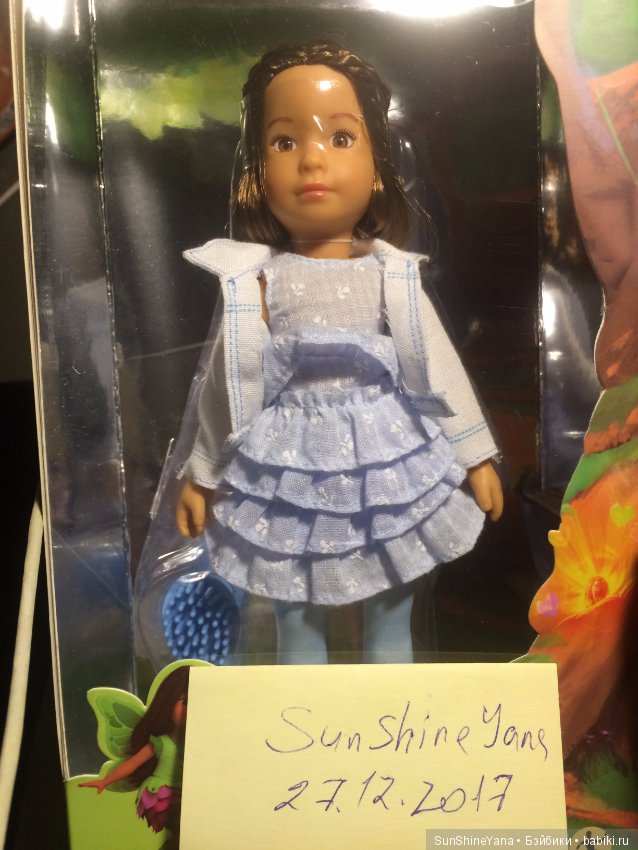 SunShineYana
27.12.2017
SunShineYana • Бэйбики • babiki.ru